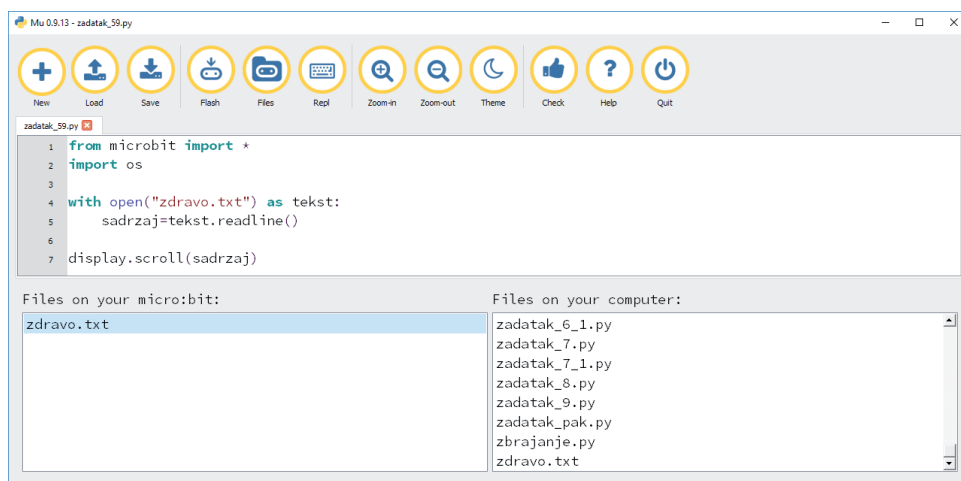 Mu 0.9.13 - zadatak_59.py
New Load Save Flash Files Repl Zoom-in Zoom-out Theme Check Help Quit
zadatak_59.py
1 from microbit import *
2 import os
3
4 with open("zdravo.txt") as tekst:
5 sadrzaj=tekst.readline()
6
7 display.scroll(sadrzaj)
Files on your micro:bit:
zdravo.txt
Files on your computer:
zadatak_6_1.py
zadatak_7.py
zadatak_7_1.py
zadatak_8.py
zadatak_9.py
zadatak_pak.py
zbrajanje.py
zdravo.txt